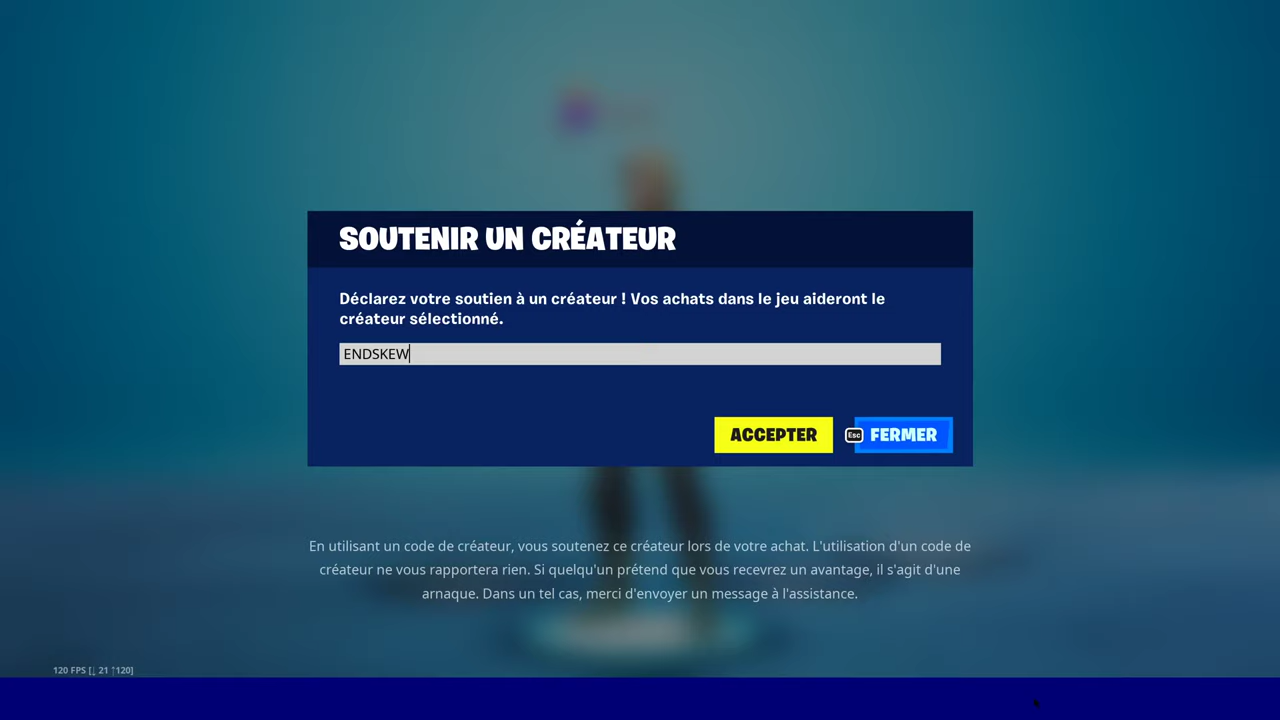 SOUTENIR UN CRÉATEUR
Déclarez votre soutien à un créateur ! Vos achats dans le jeu aideront le
créateur sélectionné.
ENDSKEW
ACCEPTER
Esc FERMER
En utilisant un code de créateur, vous soutenez ce créateur lors de votre achat. L'utilisation d'un code de
créateur ne vous rapportera rien. Si quelqu'un prétend que vous recevrez un avantage, il s'agit d'une
arnaque. Dans un tel cas, merci d'envoyer un message à l'assistance.
120 FPS [↓ 21 ↑120]